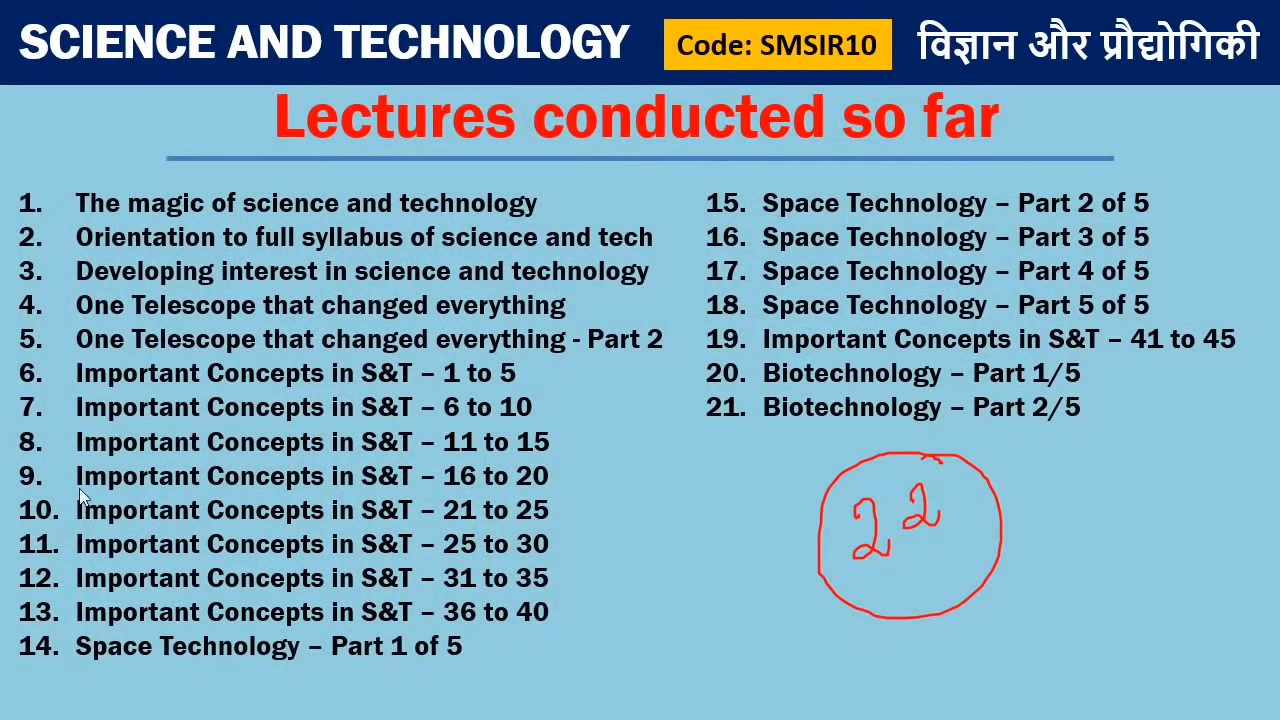 SCIENCE AND TECHNOLOGY Code: SMSIR10 विज्ञान और प्रौद्योगिकी
Lectures conducted so far
1. The magic of science and technology
2. Orientation to full syllabus of science and tech
3. Developing interest in science and technology
4. One Telescope that changed everything
5. One Telescope that changed everything - Part 2
6. Important Concepts in S&T – 1 to 5
7. Important Concepts in S&T – 6 to 10
8. Important Concepts in S&T – 11 to 15
9. Important Concepts in S&T – 16 to 20
10. Important Concepts in S&T – 21 to 25
11. Important Concepts in S&T – 25 to 30
12. Important Concepts in S&T – 31 to 35
13. Important Concepts in S&T – 36 to 40
14. Space Technology – Part 1 of 5
15. Space Technology – Part 2 of 5
16. Space Technology – Part 3 of 5
17. Space Technology – Part 4 of 5
18. Space Technology – Part 5 of 5
19. Important Concepts in S&T – 41 to 45
20. Biotechnology – Part 1/5
21. Biotechnology – Part 2/5
22